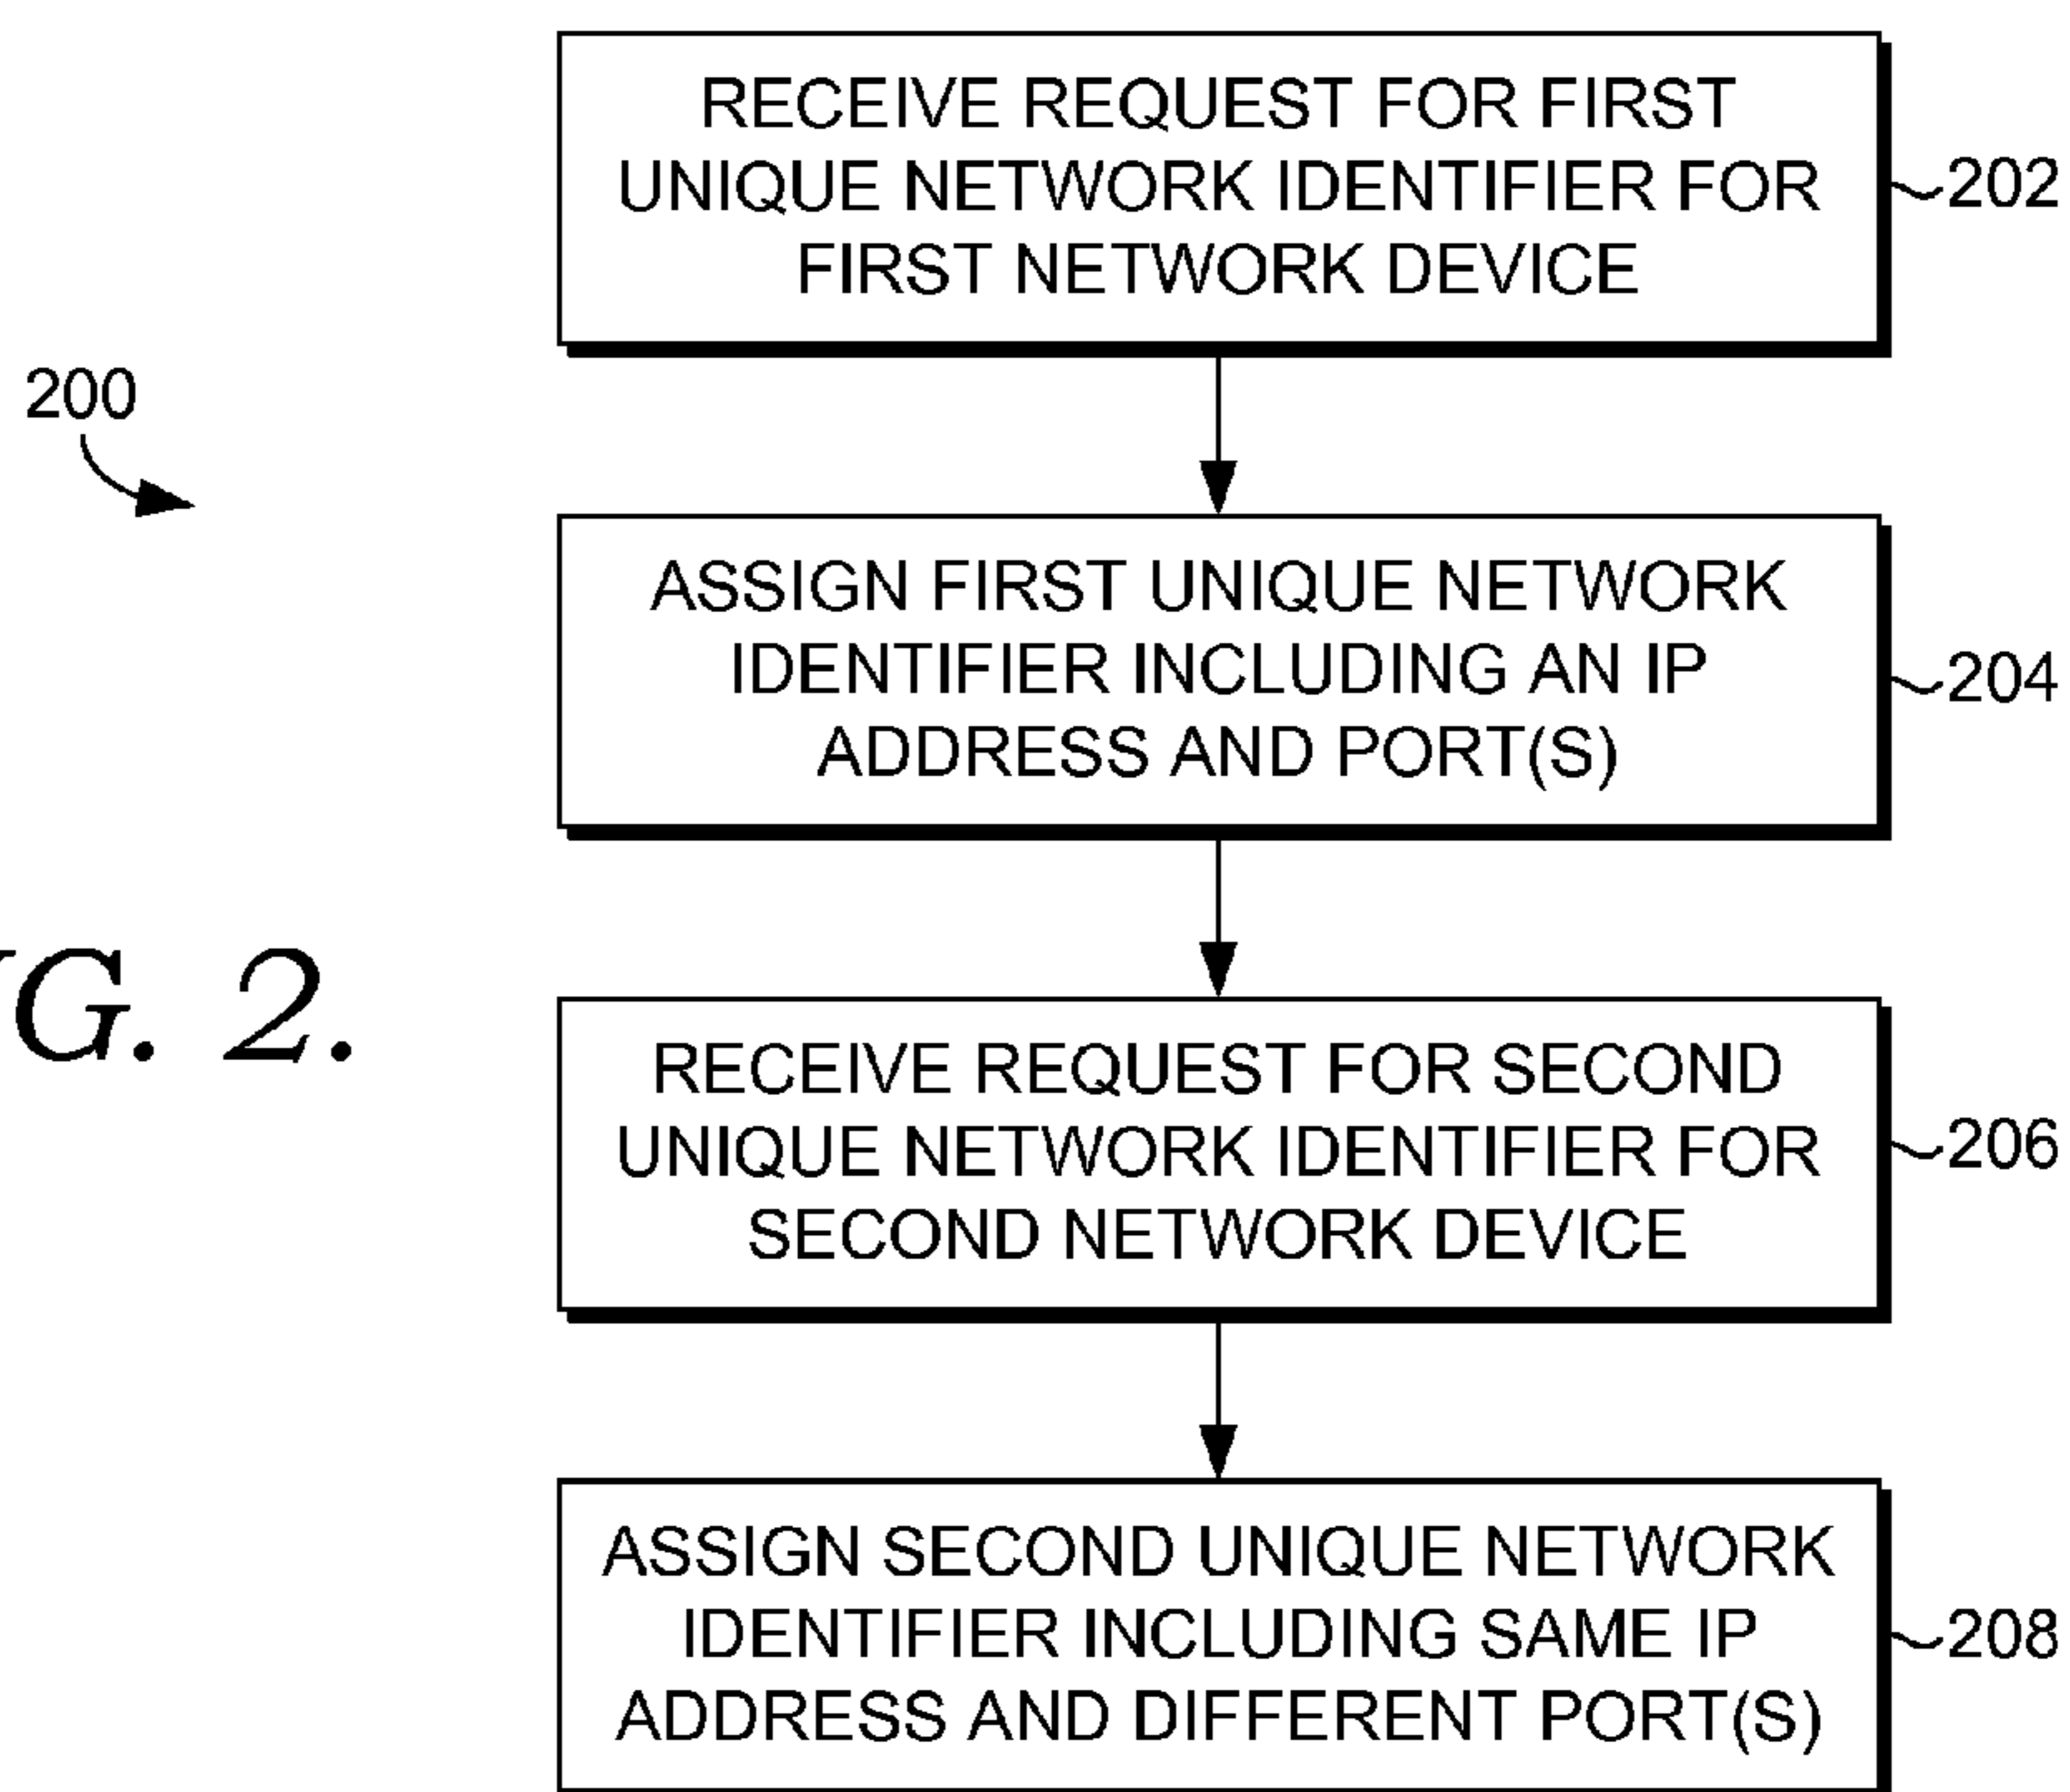 RECEIVE REQUEST FOR FIRST
UNIQUE NETWORK IDENTIFIER FOR
FIRST NETWORK DEVICE
202
200
ASSIGN FIRST UNIQUE NETWORK
IDENTIFIER INCLUDING AN IP
ADDRESS AND PORT(S)
204
G. 2.
RECEIVE REQUEST FOR SECOND
UNIQUE NETWORK IDENTIFIER FOR
SECOND NETWORK DEVICE
206
ASSIGN SECOND UNIQUE NETWORK
IDENTIFIER INCLUDING SAME IP
ADDRESS AND DIFFERENT PORT(S)
208